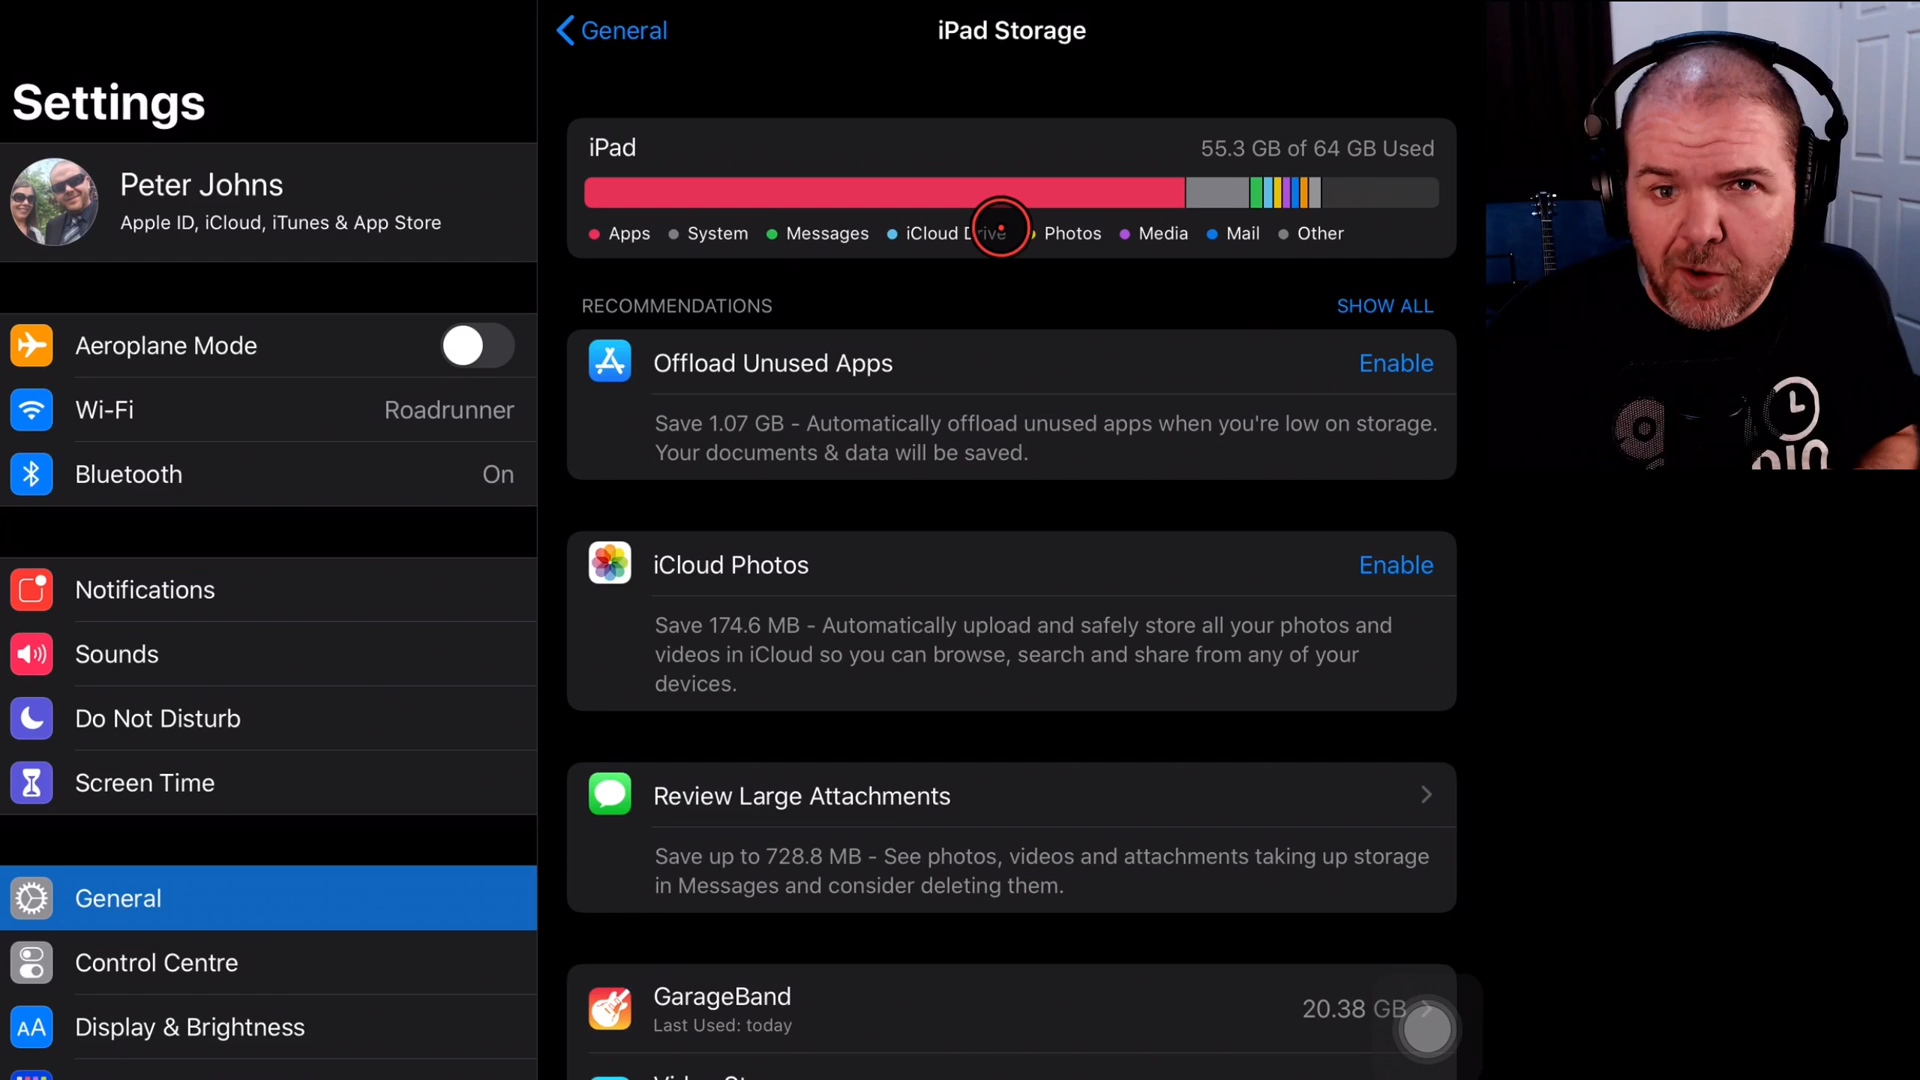 Settings
Peter Johns
Apple ID, iCloud, iTunes & App Store
Aeroplane Mode
Wi-Fi
Roadrunner
Bluetooth
On
Notifications
Sounds
Do Not Disturb
Screen Time
General
Control Centre
AA
Display & Brightness
General
iPad Storage
iPad
55.3 GB of 64 GB Used
Apps System Messages iCloud Drive Photos Media Mail Other
RECOMMENDATIONS
SHOW ALL
Offload Unused Apps
Enable
Save 1.07 GB - Automatically offload unused apps when you're low on storage.
Your documents & data will be saved.
iCloud Photos
Enable
Save 174.6 MB - Automatically upload and safely store all your photos and
videos in iCloud so you can browse, search and share from any of your
devices.
Review Large Attachments
Save up to 728.8 MB - See photos, videos and attachments taking up storage
in Messages and consider deleting them.
GarageBand
20.38 GB
Last Used: today